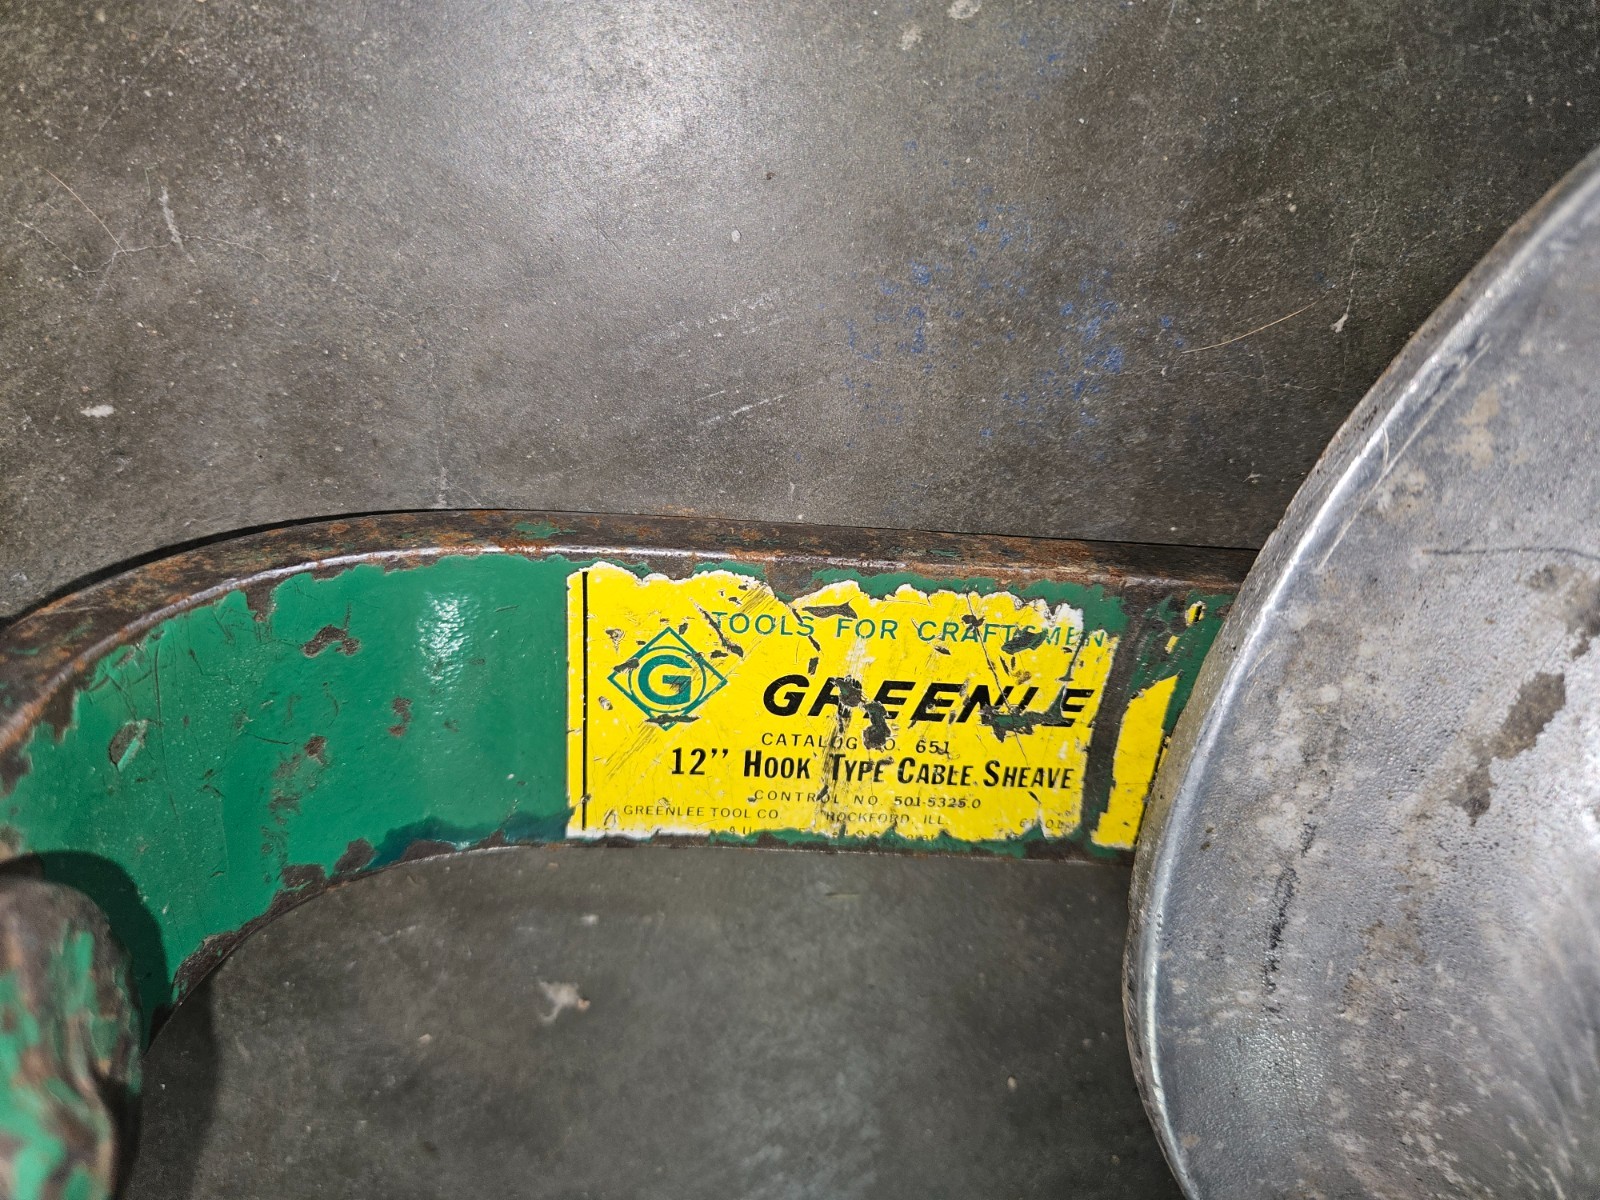 TOOLS FOR CRAFTSMEN
G
GREENLE
CATALOG NO. 651
12" HOOK TYPE CABLE SHEAVE
CONTROL NO. 501-5325.0
GREENLEE TOOL CO. ROCKFORD, ILL.